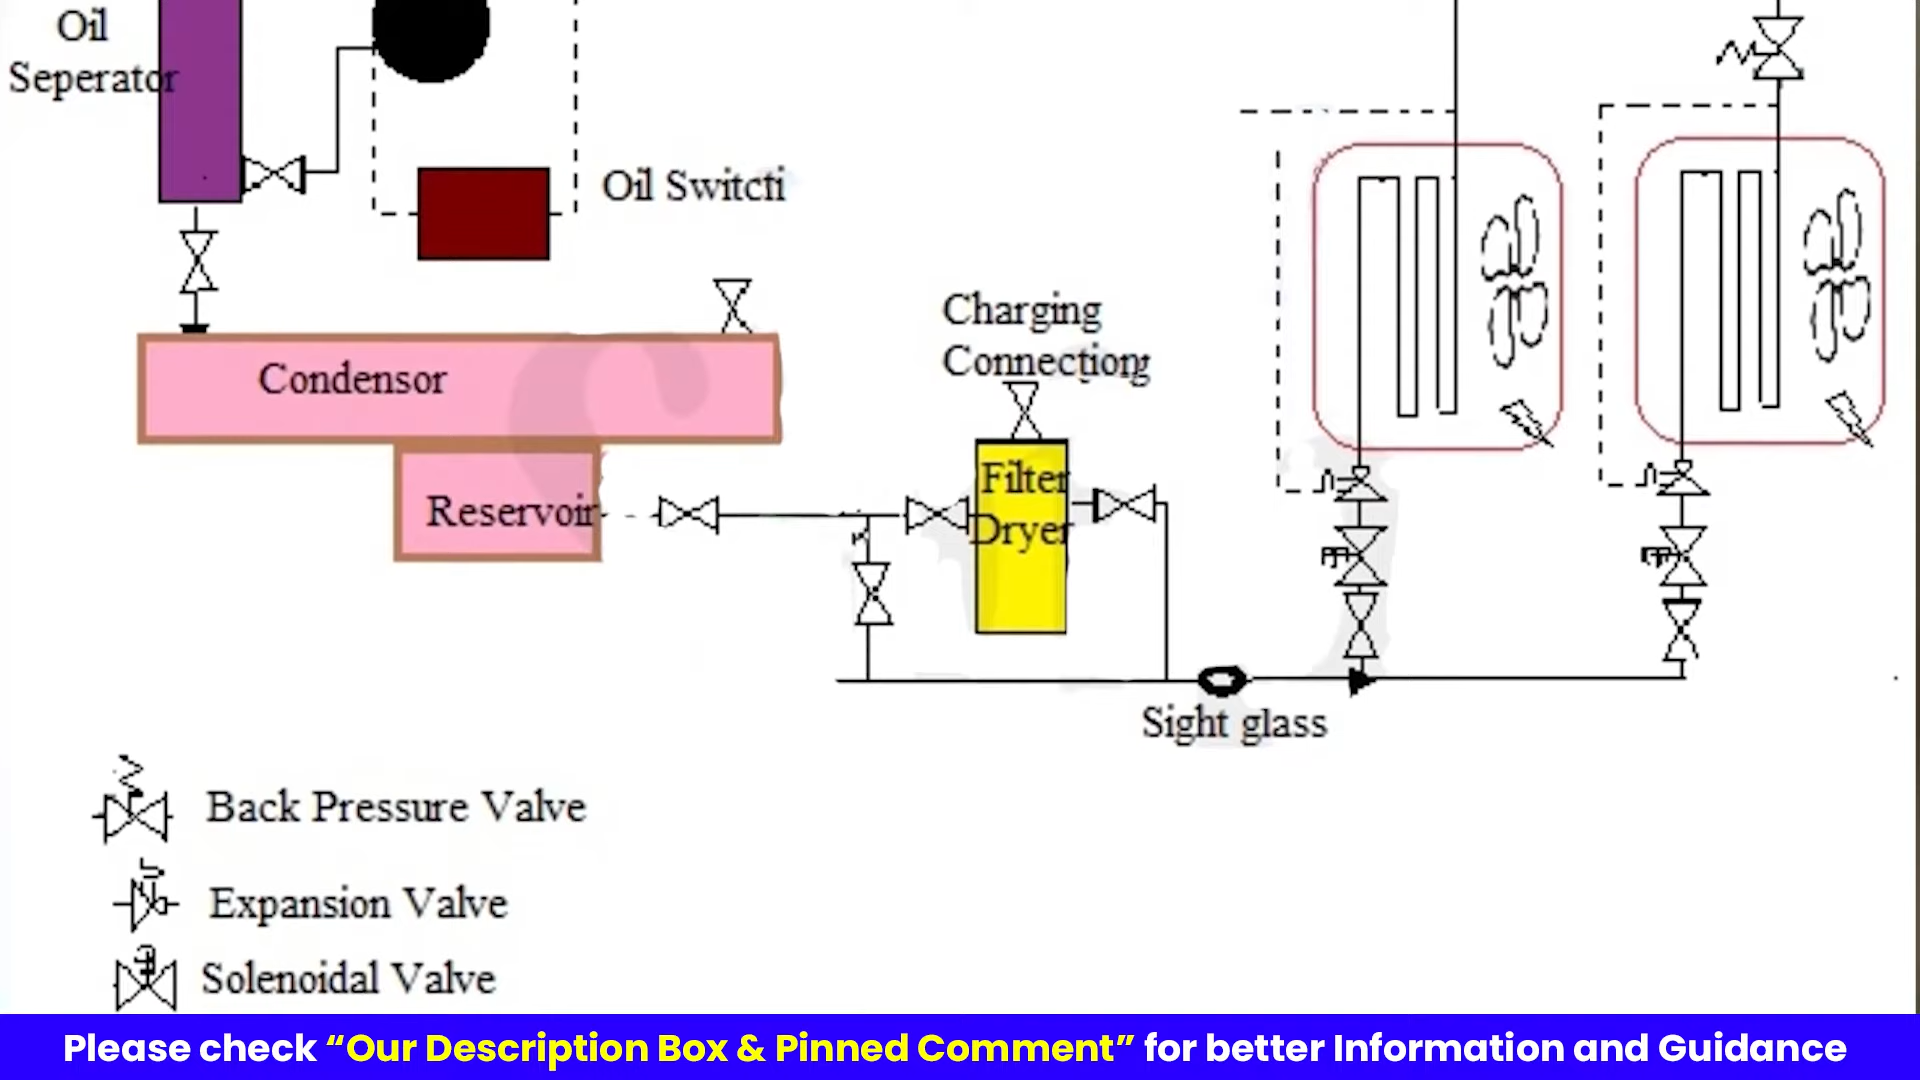 Oil
Seperator
Oil Switch
Charging
Connectiong
Condensor
Filter
Dryer
Reservoir
Sight glass
Back Pressure Valve
Expansion Valve
Solenoidal Valve
Please check “Our Description Box & Pinned Comment” for better Information and Guidance